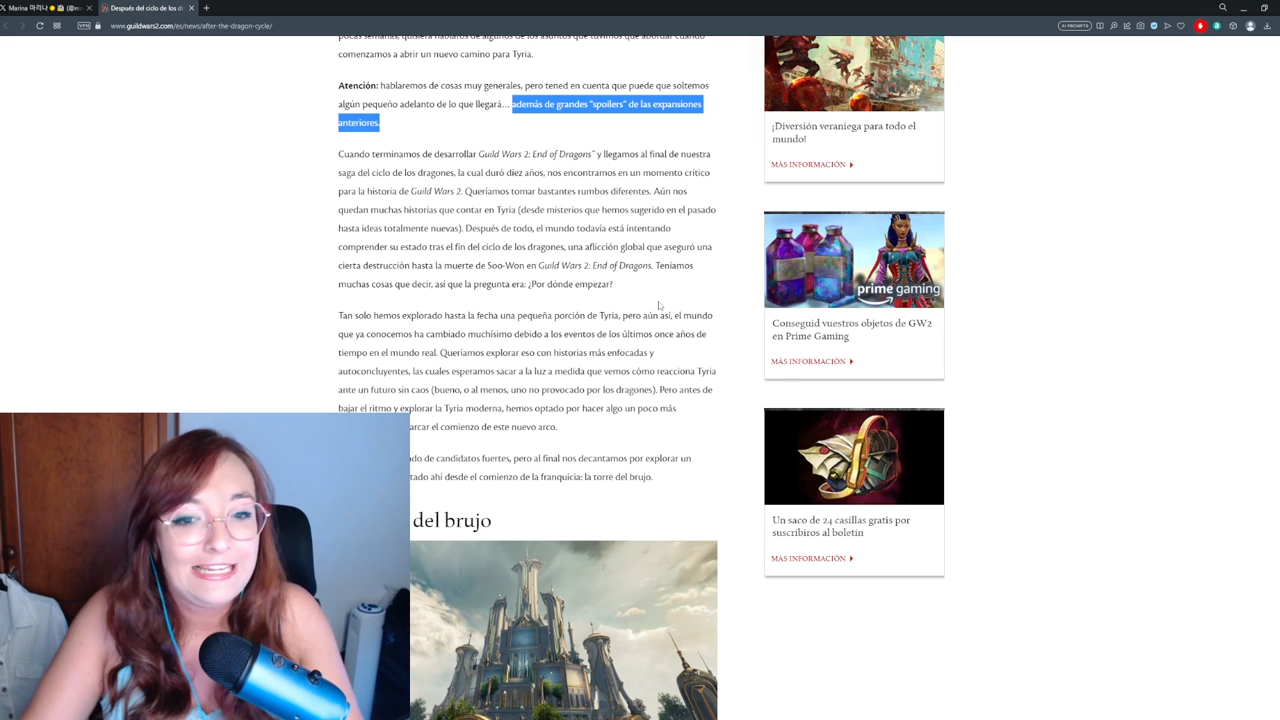 Marina 마리나
Después del ciclo de los d
VPN
www.guildwars2.com/es/news/after-the-dragon-cycle/
AI PROMPTS
pocas semanas, quisiera hablaros de algunos de los asuntos que tuvimos que abordar cuando
comenzamos a abrir un nuevo camino para Tyria.
Atención: hablaremos de cosas muy generales, pero tened en cuenta que puede que soltemos
algún pequeño adelanto de lo que llegará… además de grandes “spoilers” de las expansiones
anteriores.
Cuando terminamos de desarrollar Guild Wars 2: End of Dragons™ y llegamos al final de nuestra
saga del ciclo de los dragones, la cual duró diez años, nos encontramos en un momento crítico
para la historia de Guild Wars 2. Queríamos tomar bastantes rumbos diferentes. Aún nos
quedan muchas historias que contar en Tyria (desde misterios que hemos sugerido en el pasado
hasta ideas totalmente nuevas). Después de todo, el mundo todavía está intentando
comprender su estado tras el fin del ciclo de los dragones, una aflicción global que aseguró una
cierta destrucción hasta la muerte de Soo-Won en Guild Wars 2: End of Dragons. Teníamos
muchas cosas que decir, así que la pregunta era: ¿Por dónde empezar?
Tan solo hemos explorado hasta la fecha una pequeña porción de Tyria, pero aún así, el mundo
que ya conocemos ha cambiado muchísimo debido a los eventos de los últimos once años de
tiempo en el mundo real. Queríamos explorar eso con historias más enfocadas y
autoconcluyentes, las cuales esperamos sacar a la luz a medida que vemos cómo reacciona Tyria
ante un futuro sin caos (bueno, o al menos, uno no provocado por los dragones). Pero antes de
bajar el ritmo y explorar la Tyria moderna, hemos optado por hacer algo un poco más
arcar el comienzo de este nuevo arco.
do de candidatos fuertes, pero al final nos decantamos por explorar un
tado ahí desde el comienzo de la franquicia: la torre del brujo.
del brujo
¡Diversión veraniega para todo el
mundo!
MÁS INFORMACIÓN
prime gaming
Conseguid vuestros objetos de GW2
en Prime Gaming
MÁS INFORMACIÓN
Un saco de 24 casillas gratis por
suscribiros al boletín
MÁS INFORMACIÓN